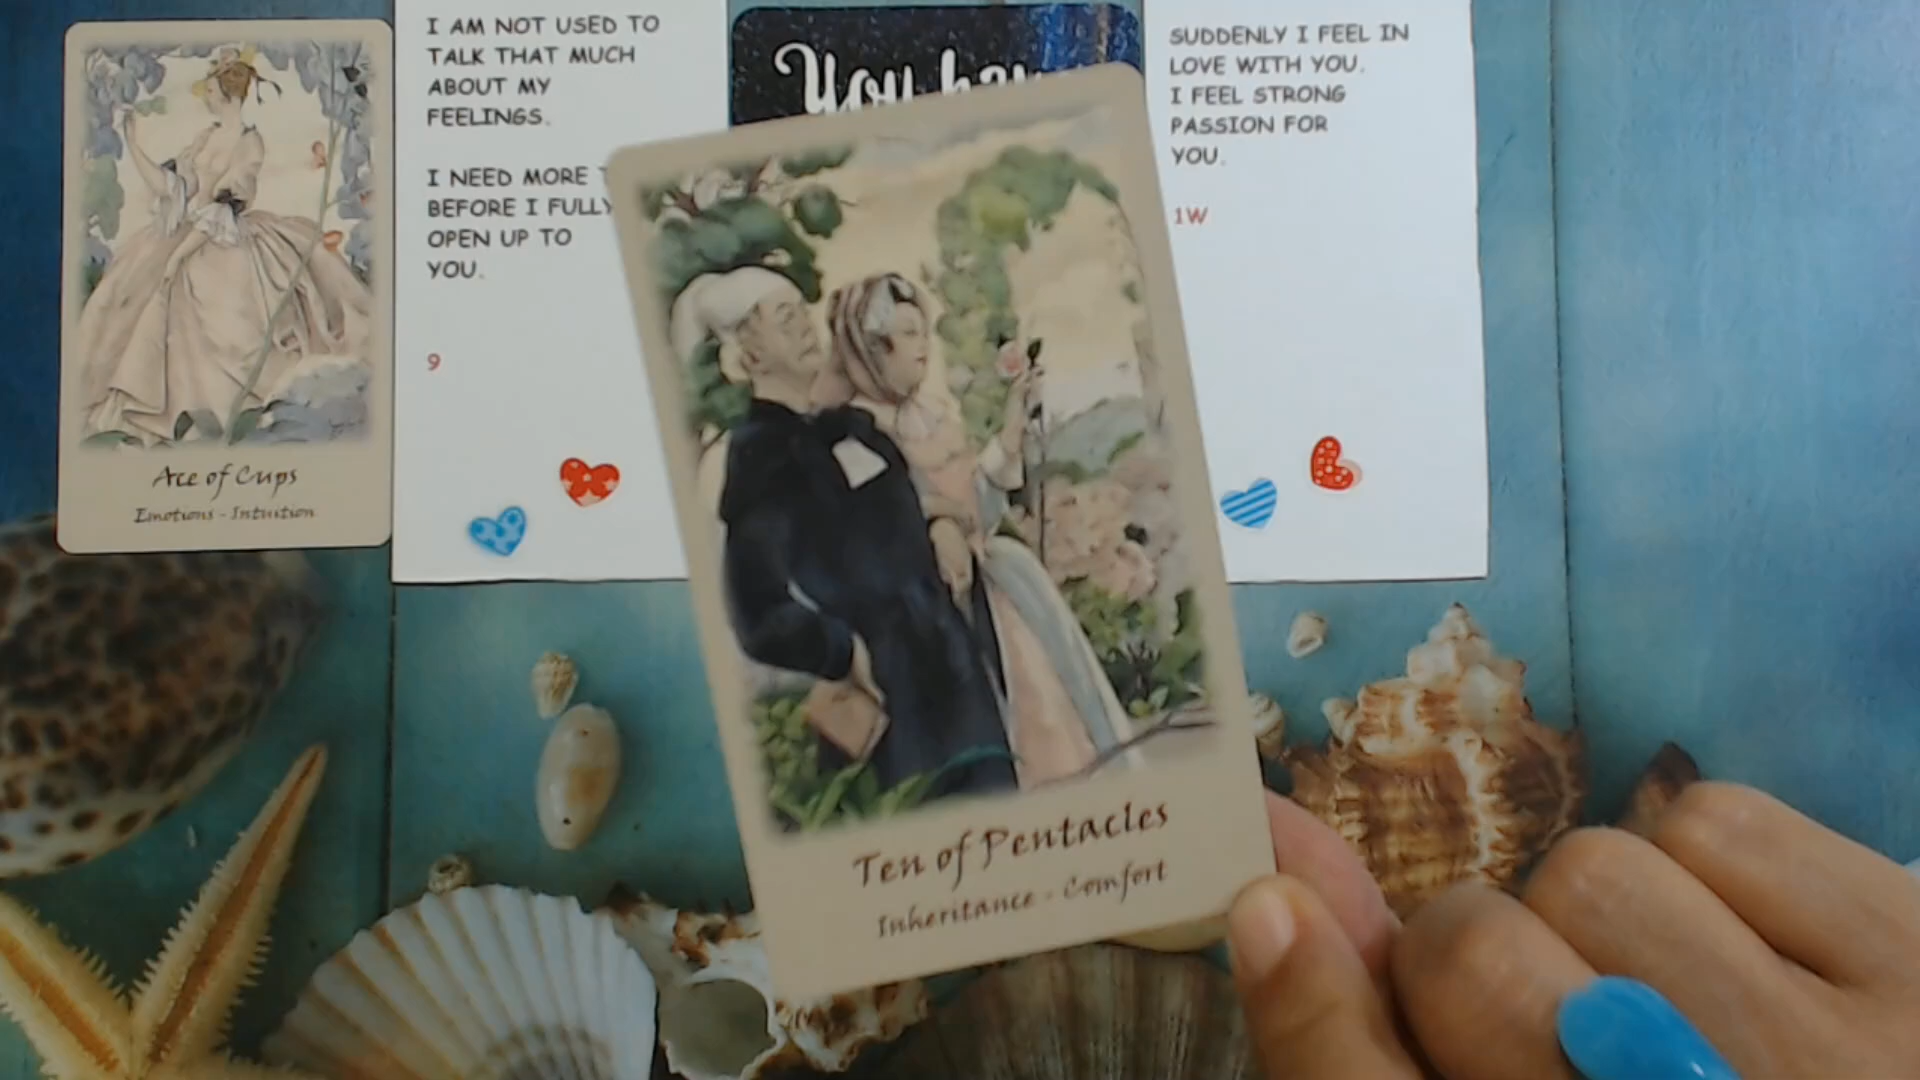 Ace of Cups
Emotions - Intuition
I AM NOT USED TO
TALK THAT MUCH
ABOUT MY
FEELINGS.
I NEED MORE
BEFORE I FULLY
OPEN UP TO
YOU.
9
You
SUDDENLY I FEEL IN
LOVE WITH YOU.
I FEEL STRONG
PASSION FOR
YOU.
1W
Ten of Pentacles
Inheritance - Comfort